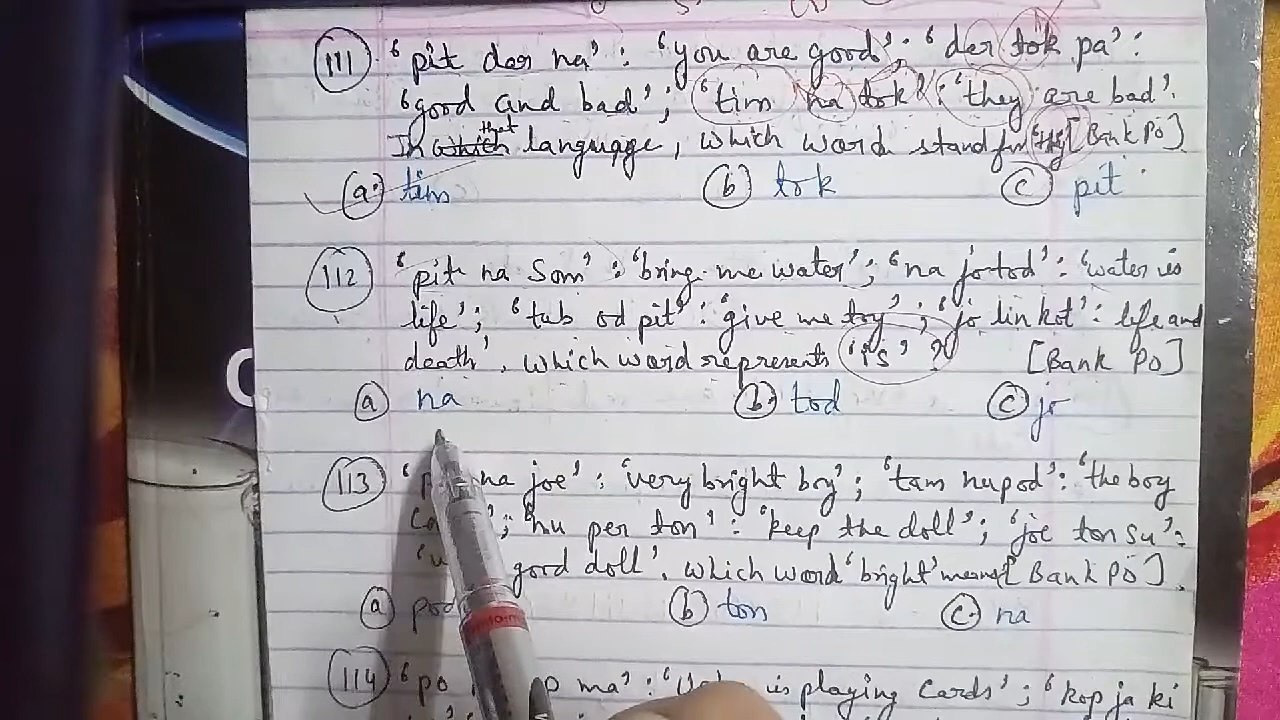 111 'pit der na' : 'you are good' ; 'der tok pa' :
'good and bad' ; 'tim na tok' : 'they are bad'.
In that language, which word stand for 'they' [Bank PO]
a. tim b tok c pit
112 'pit na som' : 'bring me water' ; 'na jo tod' : 'water is
life' ; 'tub od pit' : 'give me toy' ; 'jo lin kot' : life and
death', which word represents 'is' ? [Bank PO]
a na b. tod c jo
113 na joe' : 'very bright boy' ; 'tam nu pod' : 'the boy
; 'nu per ton' : 'keep the doll' ; 'joe ton su' :
good doll', which word 'bright' means [Bank PO].
a b ton c. na
114 'po ma' : is playing cards' ; 'kop ja ki